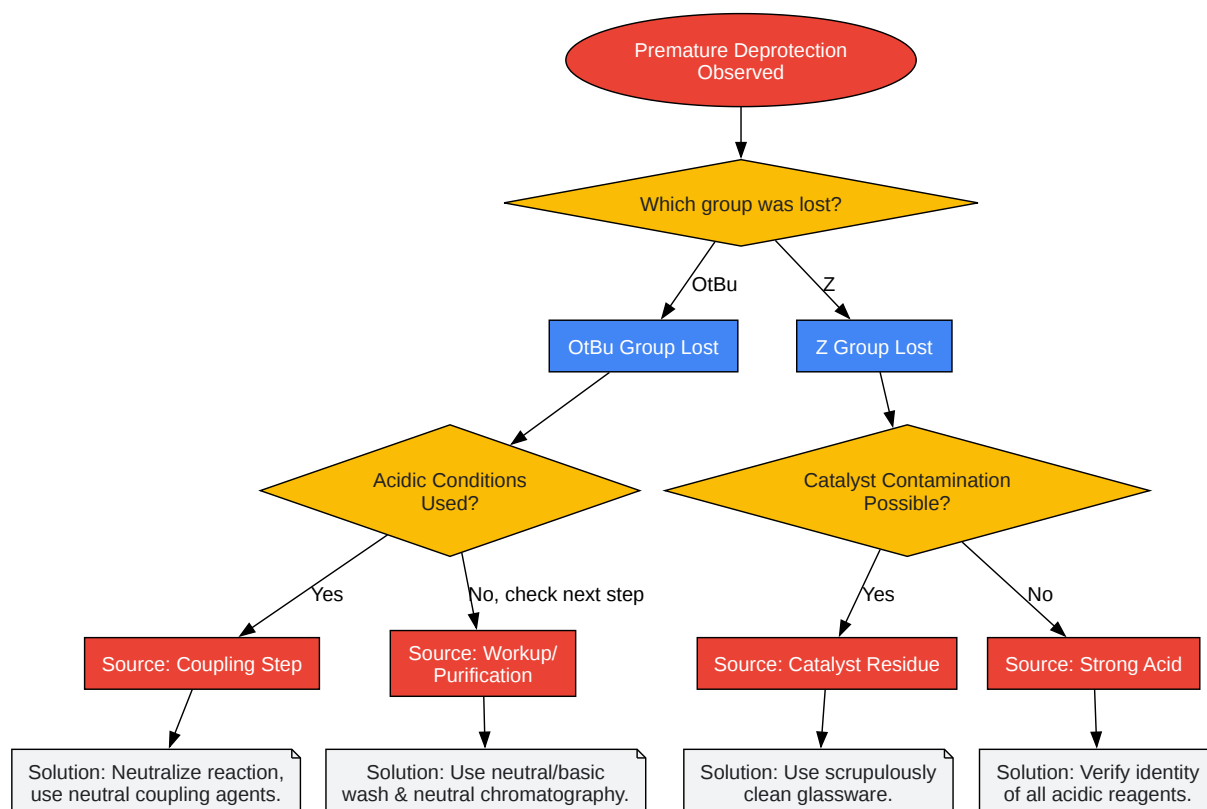 Premature Deprotection
Observed
Which group was lost?
OtBu
Z
OtBu Group Lost
Z Group Lost
Acidic Conditions
Used?
Catalyst Contamination
Possible?
Yes
No, check next step
Yes
No
Source: Coupling Step
Source: Workup/
Purification
Source: Catalyst Residue
Source: Strong Acid
Solution: Neutralize reaction,
use neutral coupling agents.
Solution: Use neutral/basic
wash & neutral chromatography.
Solution: Use scrupulously
clean glassware.
Solution: Verify identity
of all acidic reagents.